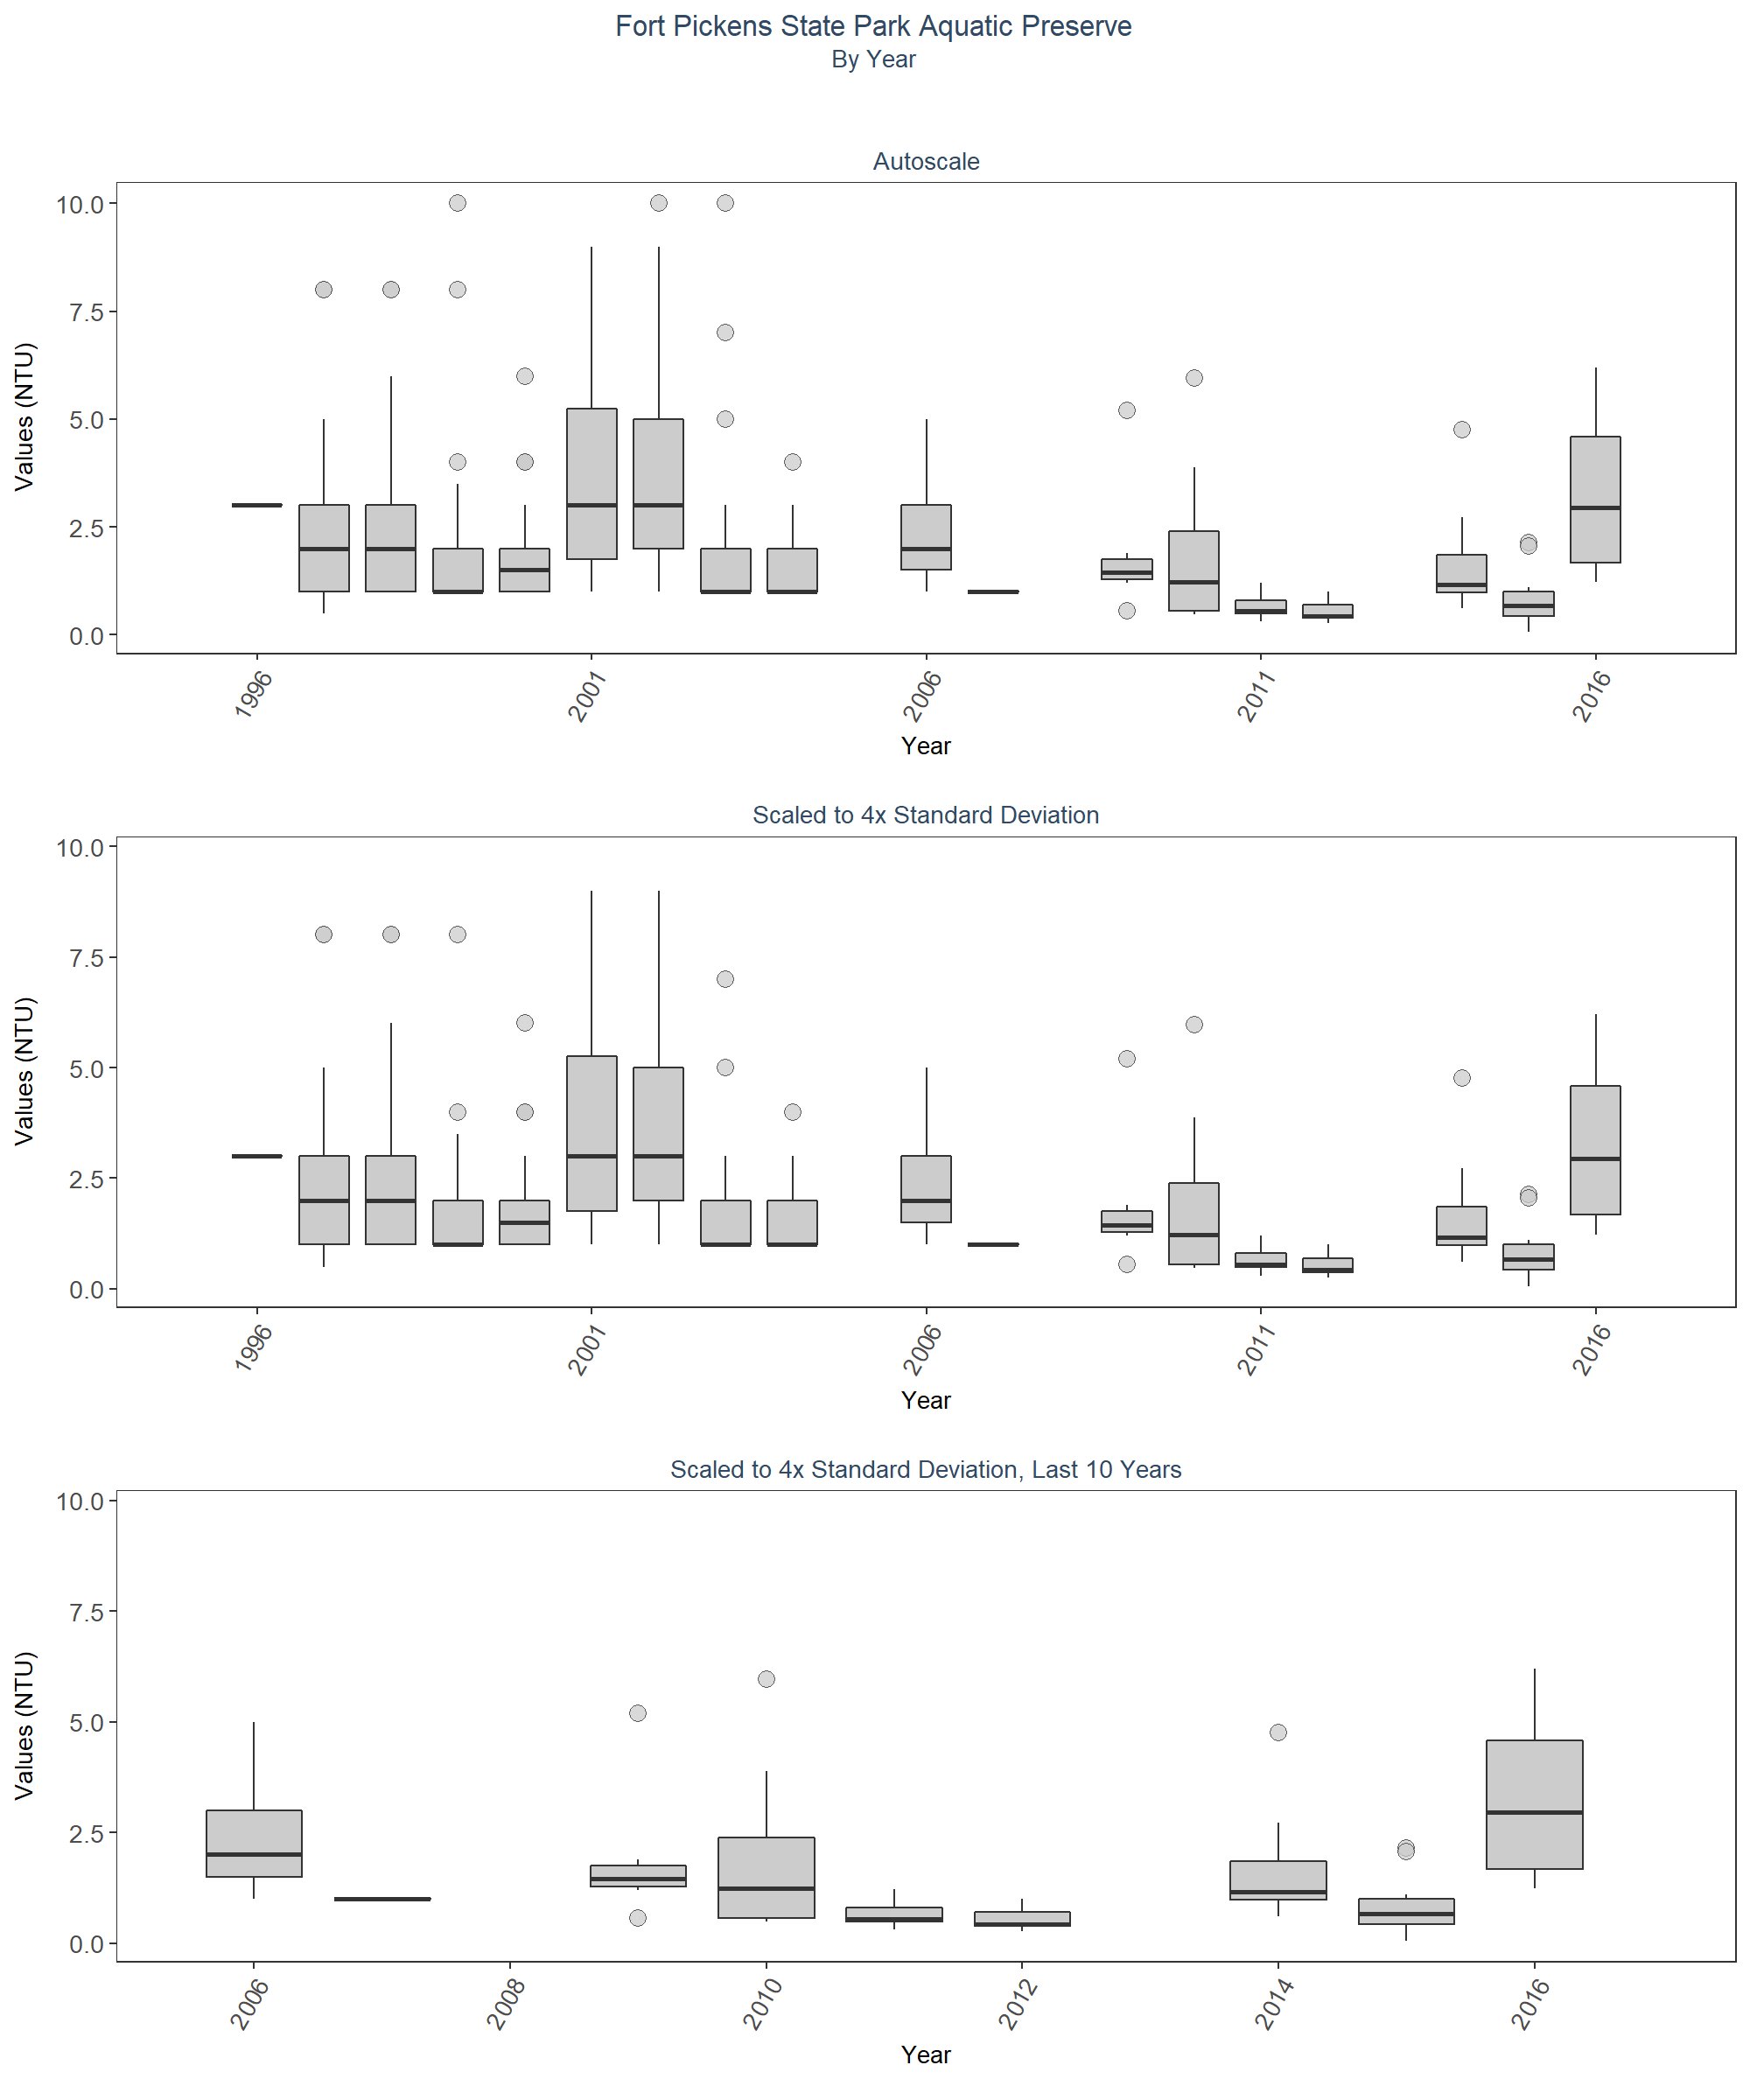 Fort Pickens State Park Aquatic Preserve
By Year
Autoscale
Values (NTU)
10.0
7.5
5.0
2.5
0.0
1996
2001
2006
2011
2016
Year
Scaled to 4x Standard Deviation
Values (NTU)
10.0
7.5
5.0
2.5
0.0
1996
2001
2006
2011
2016
Year
Scaled to 4x Standard Deviation, Last 10 Years
Values (NTU)
10.0
7.5
5.0
2.5
0.0
2006
2008
2010
2012
2014
2016
Year